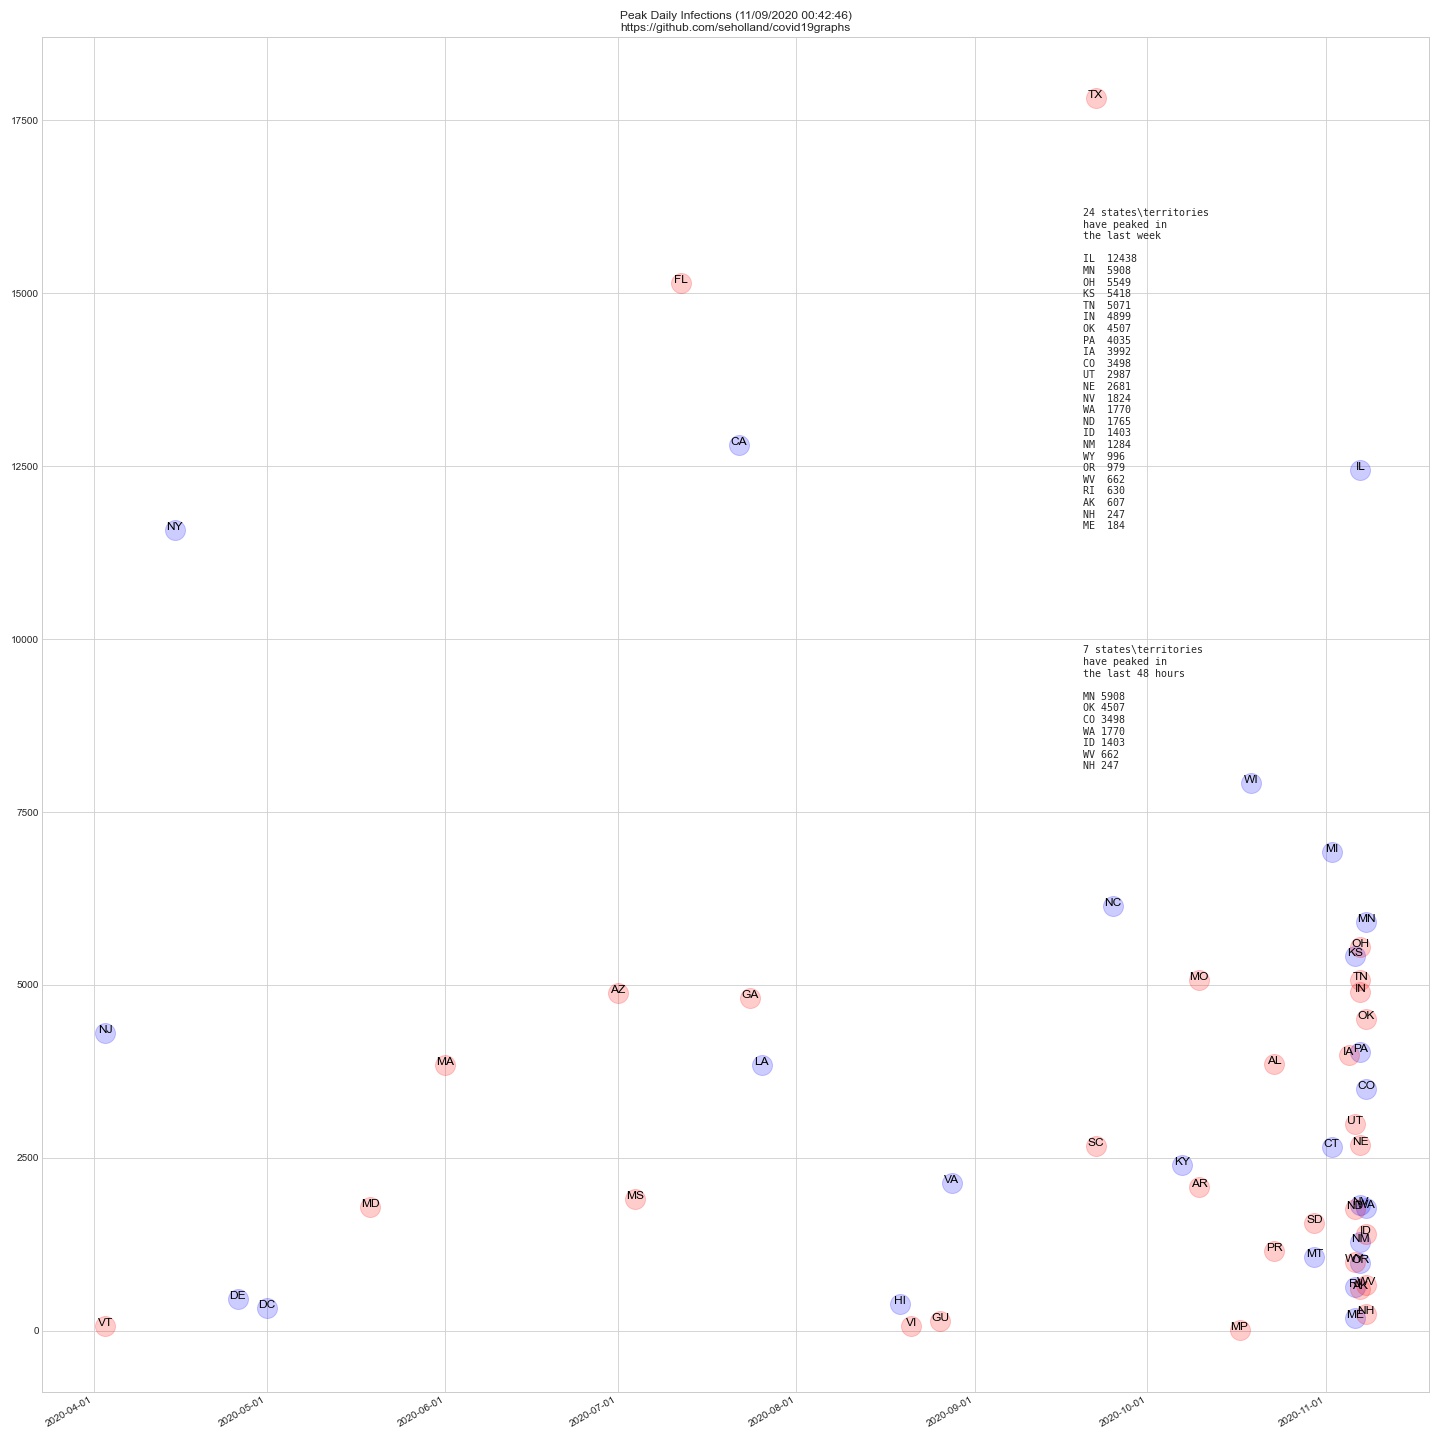 Peak Daily Infections (11/09/2020 00:42:46)
https://github.com/seholland/covid19graphs
TX
17500
24 states\territories
have peaked in
the last week
IL 12438
MN 5908
OH 5549
KS 5418
TN 5071
IN 4899
OK 4507
PA 4035
IA 3992
CO 3498
UT 2987
NE 2681
NV 1824
WA 1770
ND 1765
ID 1403
NM 1284
WY 996
OR 979
WV 662
RI 630
AK 607
NH 247
ME 184
FL
15000
CA
12500
IL
NY
10000
7 states\territories
have peaked in
the last 48 hours
MN 5908
OK 4507
CO 3498
WA 1770
ID 1403
WV 662
NH 247
WI
7500
MI
NC
MN
OH
KS
MO
TN
5000
AZ
GA
IN
OK
NJ
PA
IA
MA
LA
AL
CO
UT
2500
SC
CT
NE
KY
VA
AR
MD
MS
NV
ND
WA
SD
ID
PR
MT
NM
WY
OR
DE
DC
HI
RI
AK
WV
VT
VI
GU
MP
NH
ME
0
2020-04-01
2020-05-01
2020-06-01
2020-07-01
2020-08-01
2020-09-01
2020-10-01
2020-11-01